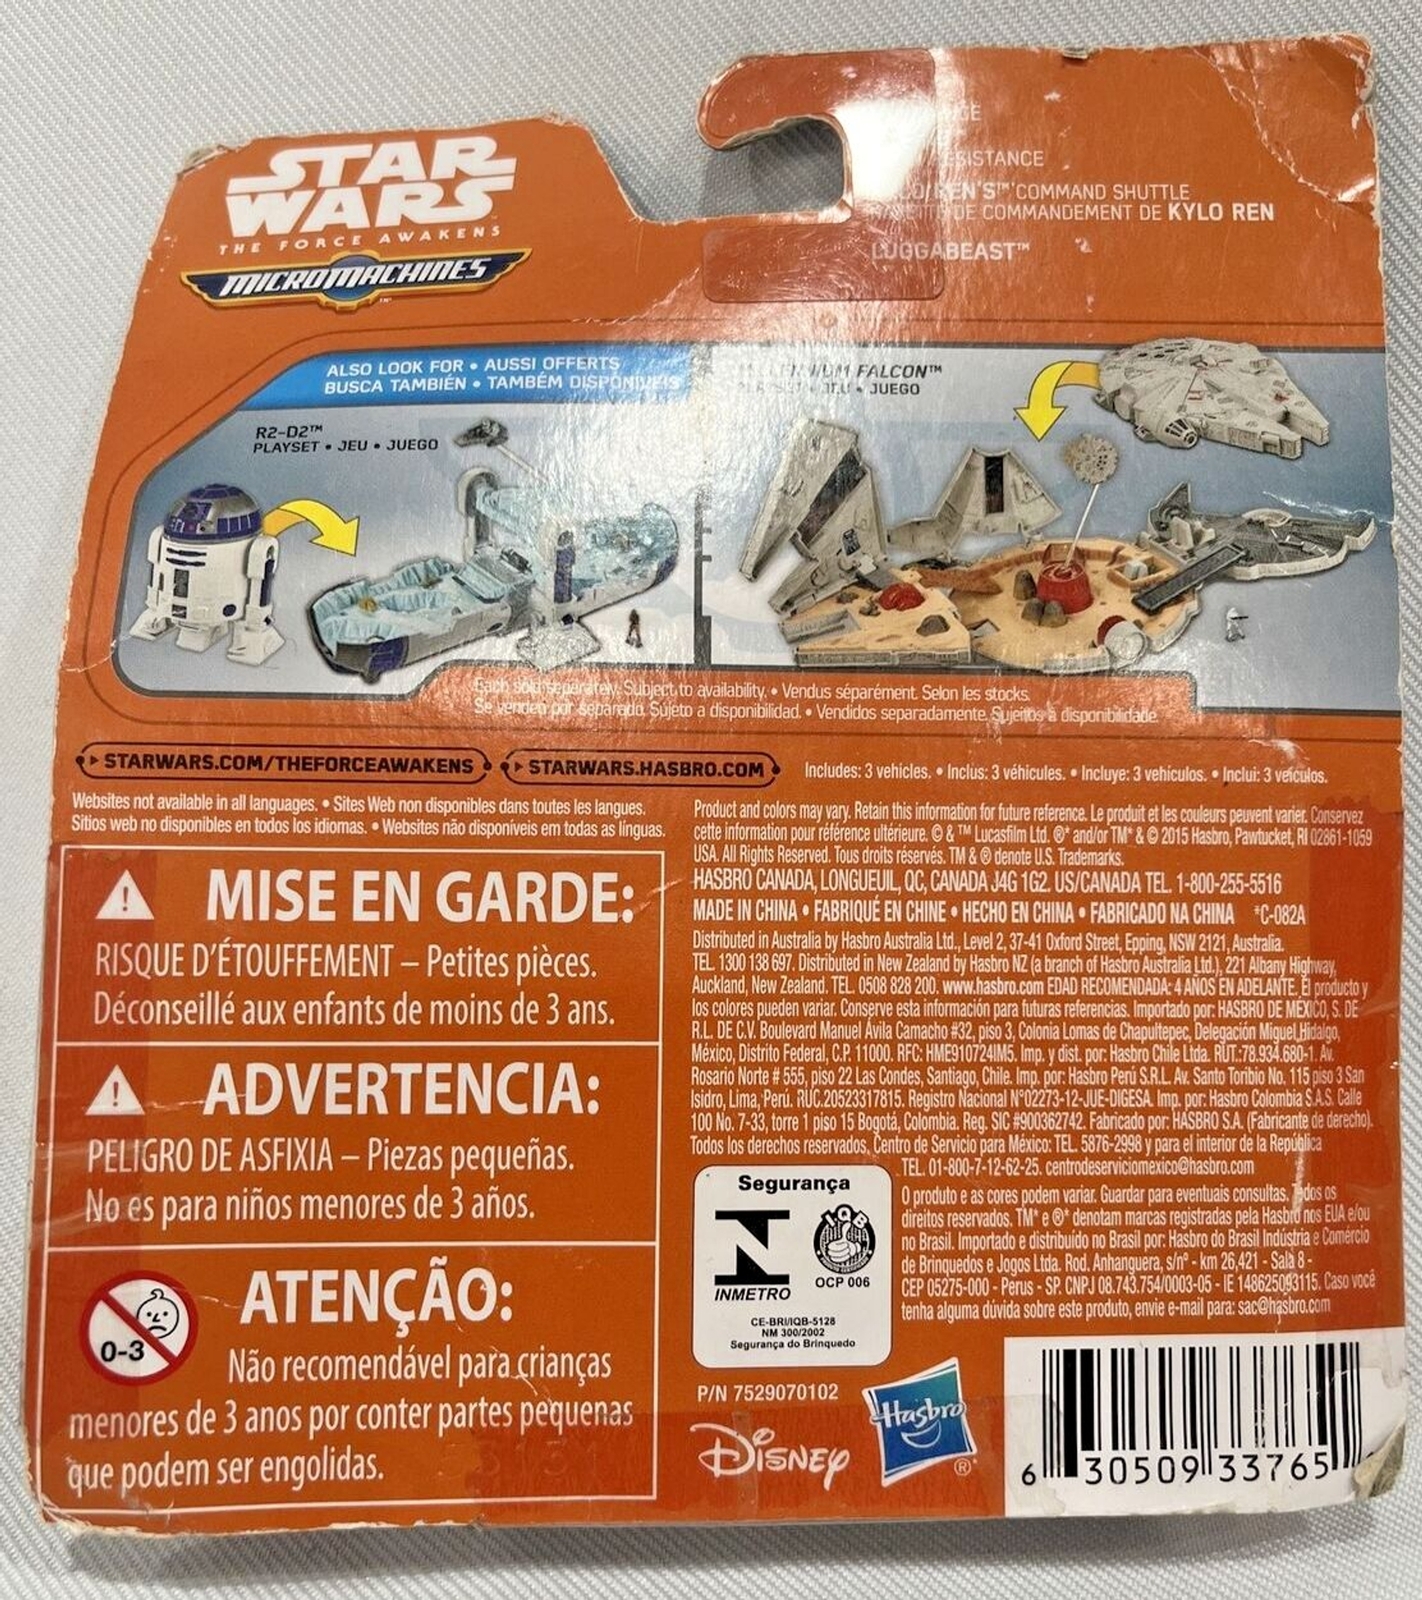 STAR
WARS
THE FORCE AWAKENS
MICROMACHINES
COMMAND SHUTTLE
DE COMMANDEMENT DE KYLO REN
LUGGABEAST™
ALSO LOOK FOR • AUSSI OFFERTS
BUSCA TAMBIÉN • TAMBÉM DISPONÍVEIS
R2-D2™
PLAYSET • JEU • JUEGO
FALCON™
PLAYSET • JEU • JUEGO
Each sold separately. Subject to availability. • Vendus séparément. Selon les stocks.
Se venden por separado. Sujeto a disponibilidad. • Vendidos separadamente. Sujeitos à disponibilidade.
STARWARS.COM/THEFORCEAWAKENS
STARWARS.HASBRO.COM
Includes: 3 vehicles. • Inclus: 3 véhicules. • Incluye: 3 vehículos. • Inclui: 3 veículos.
Websites not available in all languages. • Sites Web non disponibles dans toutes les langues.
Sitios web no disponibles en todos los idiomas. • Websites não disponíveis em todas as línguas.
MISE EN GARDE:
RISQUE D'ÉTOUFFEMENT – Petites pièces.
Déconseillé aux enfants de moins de 3 ans.
ADVERTENCIA:
PELIGRO DE ASFIXIA – Piezas pequeñas.
No es para niños menores de 3 años.
ATENÇÃO:
0-3
Não recomendável para crianças
menores de 3 anos por conter partes pequenas
que podem ser engolidas.
Product and colors may vary. Retain this information for future reference. Le produit et les couleurs peuvent varier. Conservez
cette information pour référence ultérieure. © & ™ Lucasfilm Ltd. ®* and/or TM* & © 2015 Hasbro, Pawtucket, RI 02861-1059
USA. All Rights Reserved. Tous droits réservés. TM & ® denote U.S. Trademarks.
HASBRO CANADA, LONGUEUIL, QC, CANADA J4G 1G2. US/CANADA TEL. 1-800-255-5516
MADE IN CHINA • FABRIQUÉ EN CHINE • HECHO EN CHINA • FABRICADO NA CHINA *C-082A
Distributed in Australia by Hasbro Australia Ltd., Level 2, 37-41 Oxford Street, Epping, NSW 2121, Australia.
TEL. 1300 138 697. Distributed in New Zealand by Hasbro NZ (a branch of Hasbro Australia Ltd.), 221 Albany Highway,
Auckland, New Zealand. TEL. 0508 828 200. www.hasbro.com EDAD RECOMENDADA: 4 AÑOS EN ADELANTE. El producto y
los colores pueden variar. Conserve esta información para futuras referencias. Importado por: HASBRO DE MÉXICO, S. DE
R.L. DE C.V. Boulevard Manuel Ávila Camacho #32, piso 3, Colonia Lomas de Chapultepec, Delegación Miguel Hidalgo,
México, Distrito Federal, C.P. 11000. RFC: HME910724IM5. Imp. y dist. por: Hasbro Chile Ltda. RUT.:78.934.680-1. Av.
Rosario Norte # 555, piso 22 Las Condes, Santiago, Chile. Imp. por: Hasbro Perú S.R.L. Av. Santo Toribio No. 115 piso 3 San
Isidro, Lima, Perú. RUC.20523317815. Registro Nacional N°02273-12-JUE-DIGESA. Imp. por: Hasbro Colombia S.A.S. Calle
100 No. 7-33, torre 1 piso 15 Bogotá, Colombia. Reg. SIC #900362742. Fabricado por: HASBRO S.A. (Fabricante de derecho).
Todos los derechos reservados. Centro de Servicio para México: TEL. 5876-2998 y para el interior de la República
TEL. 01-800-7-12-62-25. centrodeserviciomexico@hasbro.com
Segurança
INMETRO
IQB
OCP 006
CE-BRI/IQB-5128
NM 300/2002
Segurança do Brinquedo
O produto e as cores podem variar. Guardar para eventuais consultas. Todos os
direitos reservados. TM* e ®* denotam marcas registradas pela Hasbro nos EUA e/ou
no Brasil. Importado e distribuído no Brasil por: Hasbro do Brasil Indústria e Comércio
de Brinquedos e Jogos Ltda. Rod. Anhanguera, s/nº - km 26,421 - Sala 8 -
CEP 05275-000 - Perus - SP. CNPJ 08.743.754/0003-05 - IE 148625093115. Caso você
tenha alguma dúvida sobre este produto, envie e-mail para: sac@hasbro.com
P/N 7529070102
Disney
Hasbro ®
6 30509 33765